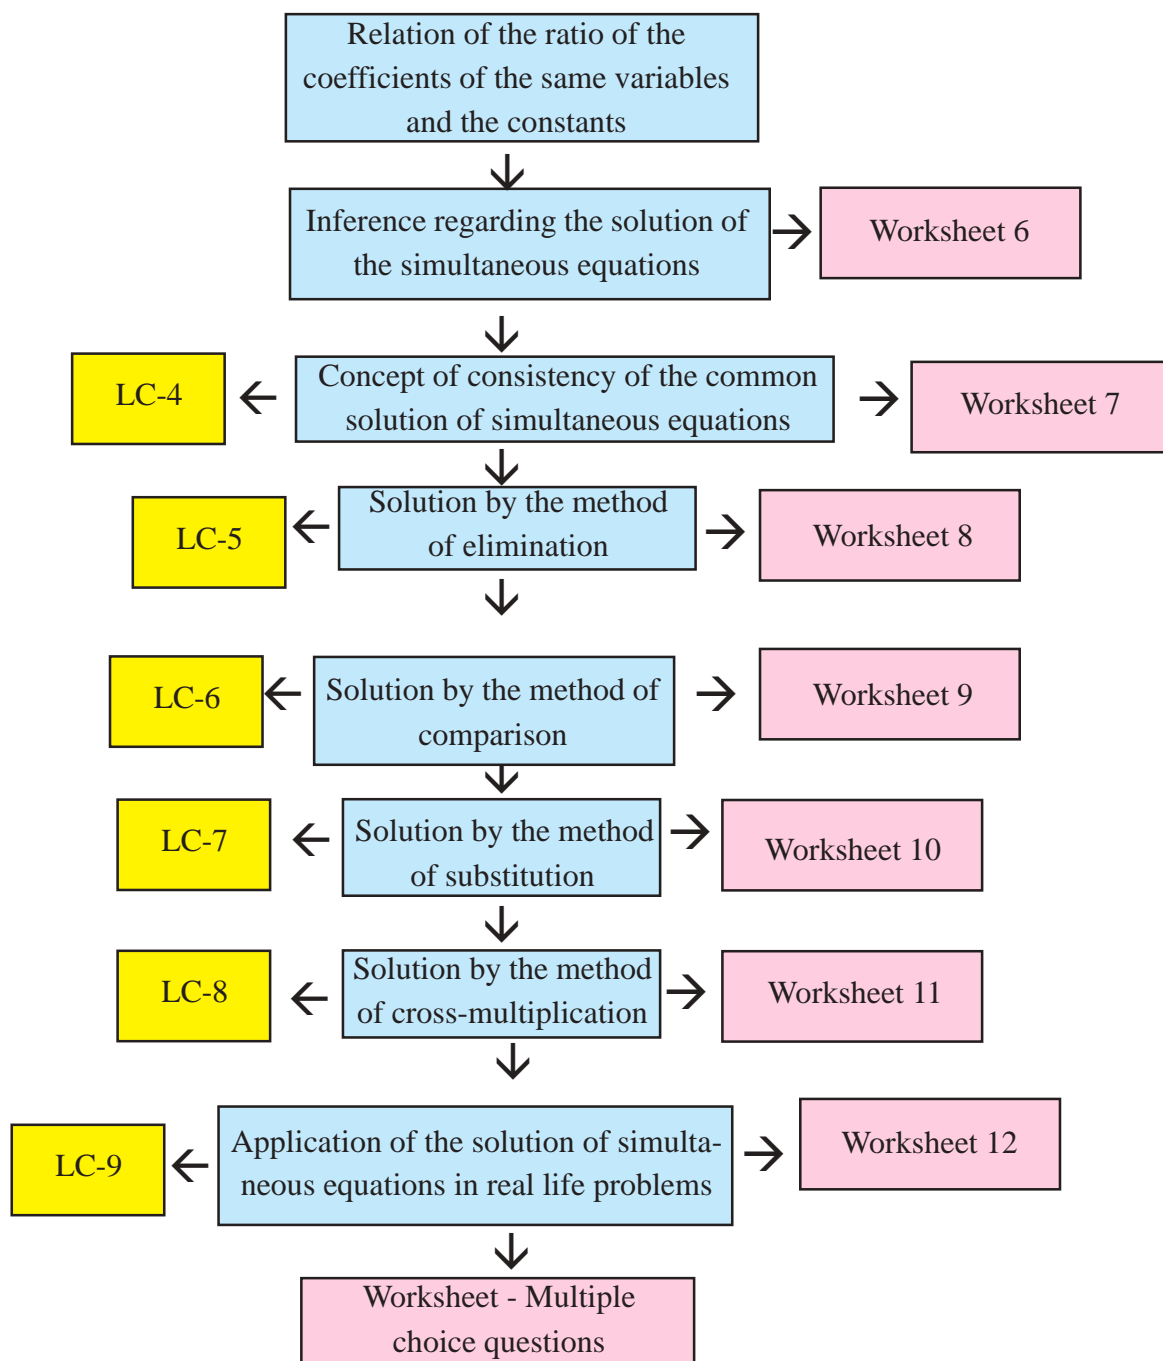 Relation of the ratio of the
coefficients of the same variables
and the constants
Inference regarding the solution of
the simultaneous equations
Worksheet 6
LC-4
Concept of consistency of the common
solution of simultaneous equations
Worksheet 7
LC-5
Solution by the method
of elimination
Worksheet 8
LC-6
Solution by the method of
comparison
Worksheet 9
LC-7
Solution by the method
of substitution
Worksheet 10
LC-8
Solution by the method
of cross-multiplication
Worksheet 11
LC-9
Application of the solution of simulta-
neous equations in real life problems
Worksheet 12
Worksheet - Multiple
choice questions